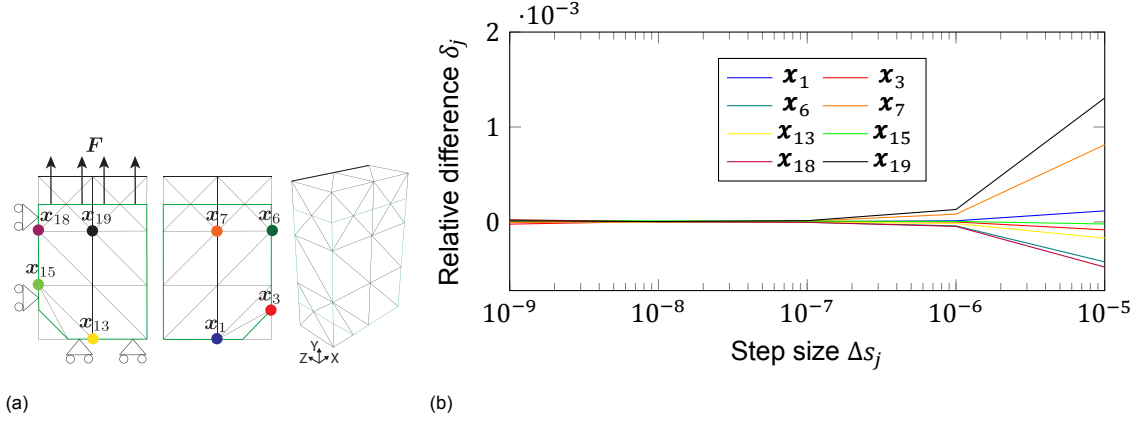 F
x18
x19
x7
x6
x15
x3
x13
x1
Y
Z
X
(a)
·10⁻³
2
1
0
Relative difference δj
x1
x3
x6
x7
x13
x15
x18
x19
10⁻⁹
10⁻⁸
10⁻⁷
10⁻⁶
10⁻⁵
Step size Δsj
(b)